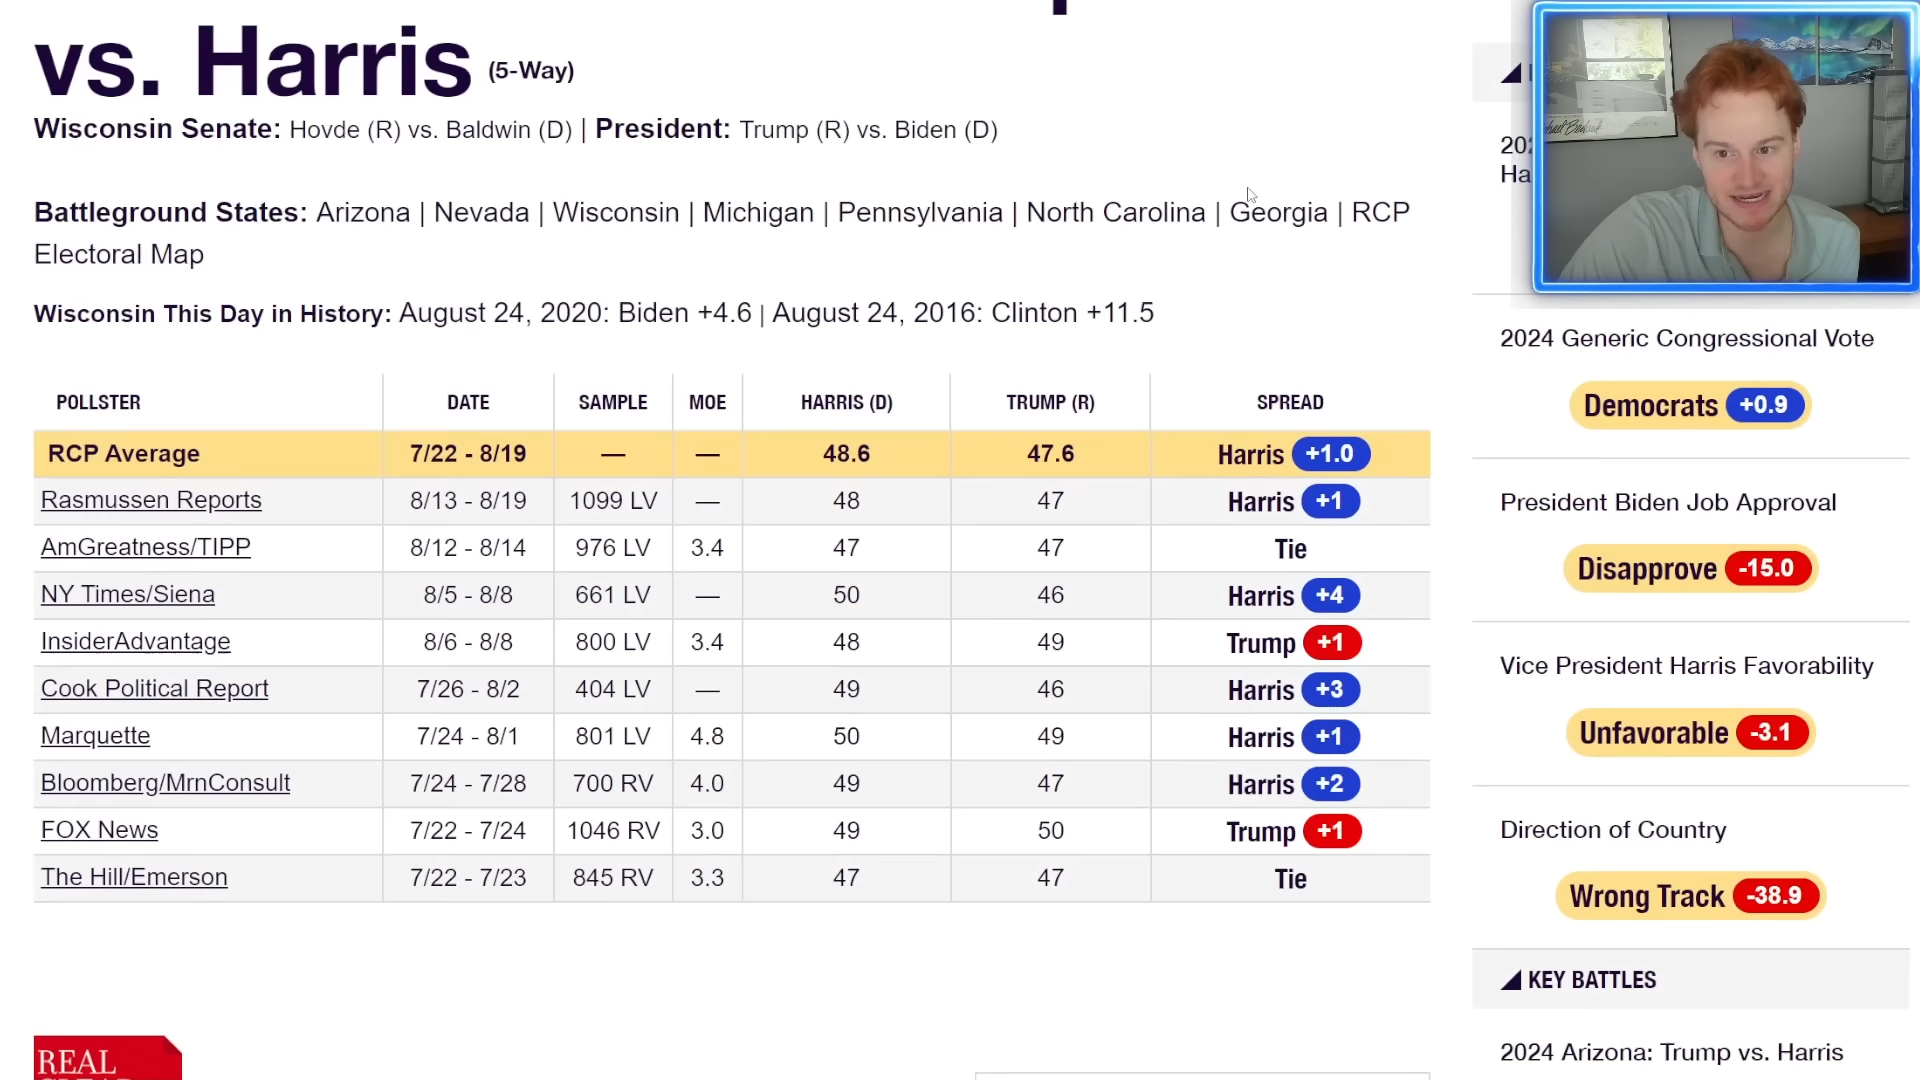 vs. Harris (5-Way)
Wisconsin Senate: Hovde (R) vs. Baldwin (D) | President: Trump (R) vs. Biden (D)
Battleground States: Arizona | Nevada | Wisconsin | Michigan | Pennsylvania | North Carolina | Georgia | RCP
Electoral Map
Wisconsin This Day in History: August 24, 2020: Biden +4.6 | August 24, 2016: Clinton +11.5
POLLSTER DATE SAMPLE MOE HARRIS (D) TRUMP (R) SPREAD
RCP Average 7/22 - 8/19 — — 48.6 47.6 Harris +1.0
Rasmussen Reports 8/13 - 8/19 1099 LV — 48 47 Harris +1
AmGreatness/TIPP 8/12 - 8/14 976 LV 3.4 47 47 Tie
NY Times/Siena 8/5 - 8/8 661 LV — 50 46 Harris +4
InsiderAdvantage 8/6 - 8/8 800 LV 3.4 48 49 Trump +1
Cook Political Report 7/26 - 8/2 404 LV — 49 46 Harris +3
Marquette 7/24 - 8/1 801 LV 4.8 50 49 Harris +1
Bloomberg/MrnConsult 7/24 - 7/28 700 RV 4.0 49 47 Harris +2
FOX News 7/22 - 7/24 1046 RV 3.0 49 50 Trump +1
The Hill/Emerson 7/22 - 7/23 845 RV 3.3 47 47 Tie
REAL
202
Ha
2024 Generic Congressional Vote
Democrats +0.9
President Biden Job Approval
Disapprove -15.0
Vice President Harris Favorability
Unfavorable -3.1
Direction of Country
Wrong Track -38.9
KEY BATTLES
2024 Arizona: Trump vs. Harris